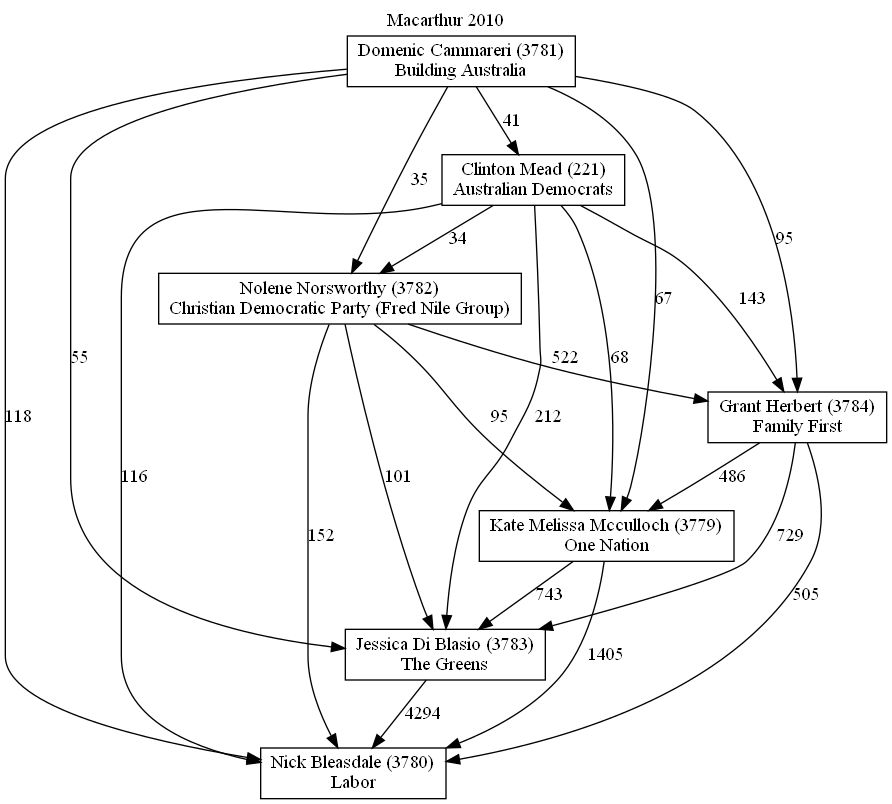 Macarthur 2010
Domenic Cammareri (3781)
Building Australia
41
Clinton Mead (221)
Australian Democrats
35
34
95
Nolene Norsworthy (3782)
Christian Democratic Party (Fred Nile Group)
67
143
55
522
68
Grant Herbert (3784)
Family First
118
95
212
116
101
486
Kate Melissa Mcculloch (3779)
One Nation
152
729
743
505
Jessica Di Blasio (3783)
The Greens
1405
4294
Nick Bleasdale (3780)
Labor